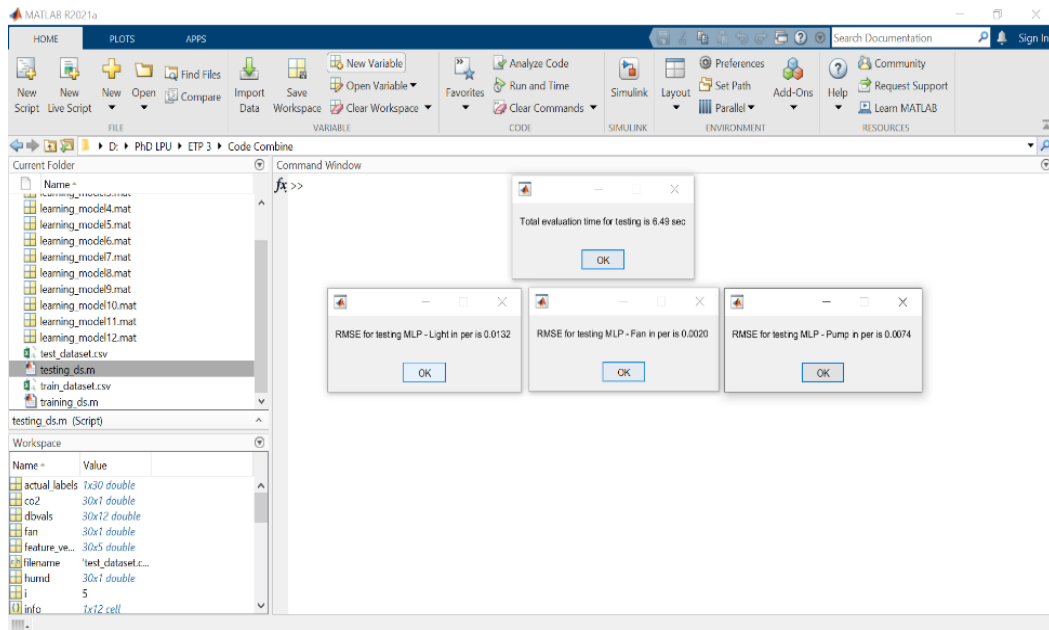 MATLAB R2021a
HOME PLOTS APPS Search Documentation Sign In
New Script
New Live Script
New
Open
Find Files
Compare
Import Data
Save Workspace
New Variable
Open Variable
Clear Workspace
Favorites
Analyze Code
Run and Time
Clear Commands
Simulink
Layout
Preferences
Set Path
Parallel
Add-Ons
Help
Community
Request Support
Learn MATLAB
FILE VARIABLE CODE SIMULINK ENVIRONMENT RESOURCES
D: PhD LPU ETP 3 Code Combine
Current Folder
Name
learning_model4.mat
learning_model5.mat
learning_model6.mat
learning_model7.mat
learning_model8.mat
learning_model9.mat
learning_model10.mat
learning_model11.mat
learning_model12.mat
test_dataset.csv
testing_ds.m
train_dataset.csv
training_ds.m
testing_ds.m (Script)
Workspace
Name Value
actual_labels 1x30 double
co2 30x1 double
dbvals 30x12 double
fan 30x1 double
feature_ve... 30x5 double
filename 'test_dataset.c...
humd 30x1 double
i 5
info 1x12 cell
Command Window
fx >>
Total evaluation time for testing is 6.49 sec
OK
RMSE for testing MLP - Light in per is 0.0132
OK
RMSE for testing MLP - Fan in per is 0.0020
OK
RMSE for testing MLP - Pump in per is 0.0074
OK